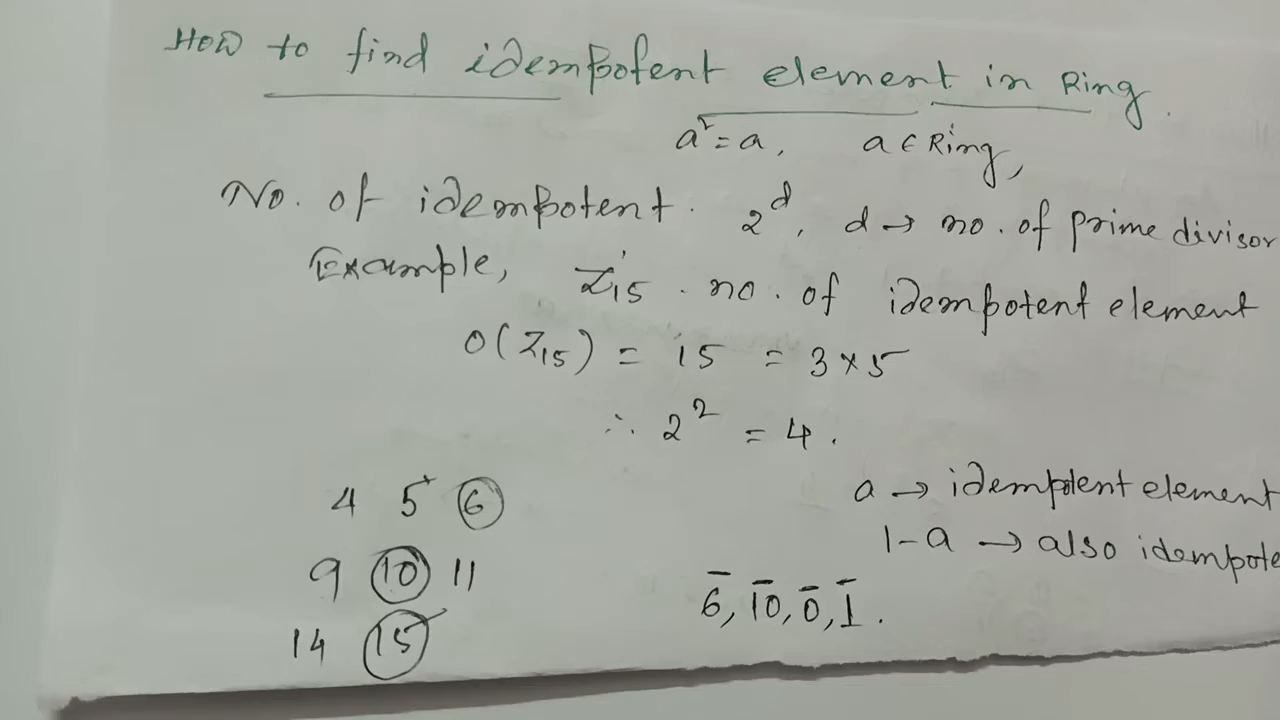 How to find idempotent element in Ring.
a² = a, a ∈ Ring,
No. of idempotent. 2^d, d → no. of prime divisor
Example, Z₁₅ . no. of idempotent element
O(Z₁₅) = 15 = 3 × 5
∴ 2² = 4.
4 5 6
9 10 11
14 15
a → idempotent element
1-a → also idempote
6̄, 1̄0̄, 0̄, 1̄.